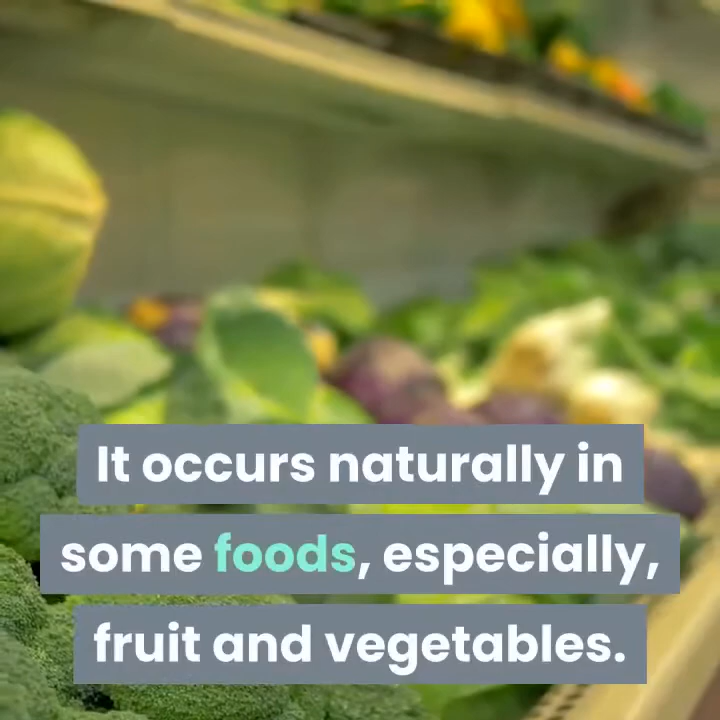 It occurs naturally in
some foods, especially,
fruit and vegetables.